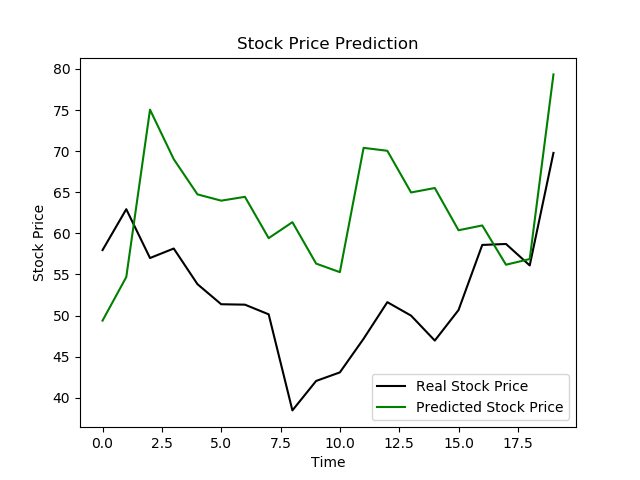 Stock Price Prediction
80
75
70
65
60
55
50
45
40
Stock Price
0.0 2.5 5.0 7.5 10.0 12.5 15.0 17.5
Time
Real Stock Price
Predicted Stock Price